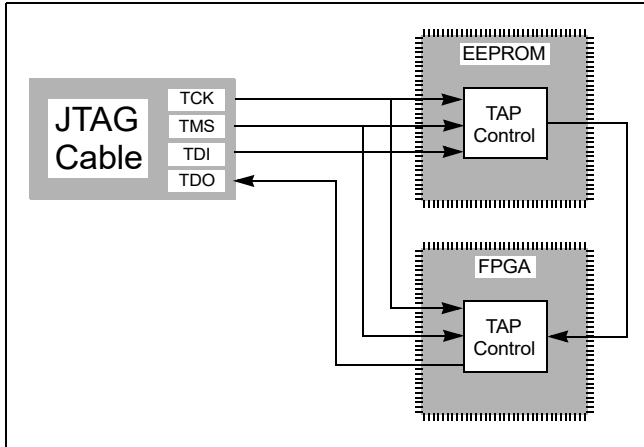 JTAG
Cable
TCK
TMS
TDI
TDO
EEPROM
TAP
Control
FPGA
TAP
Control